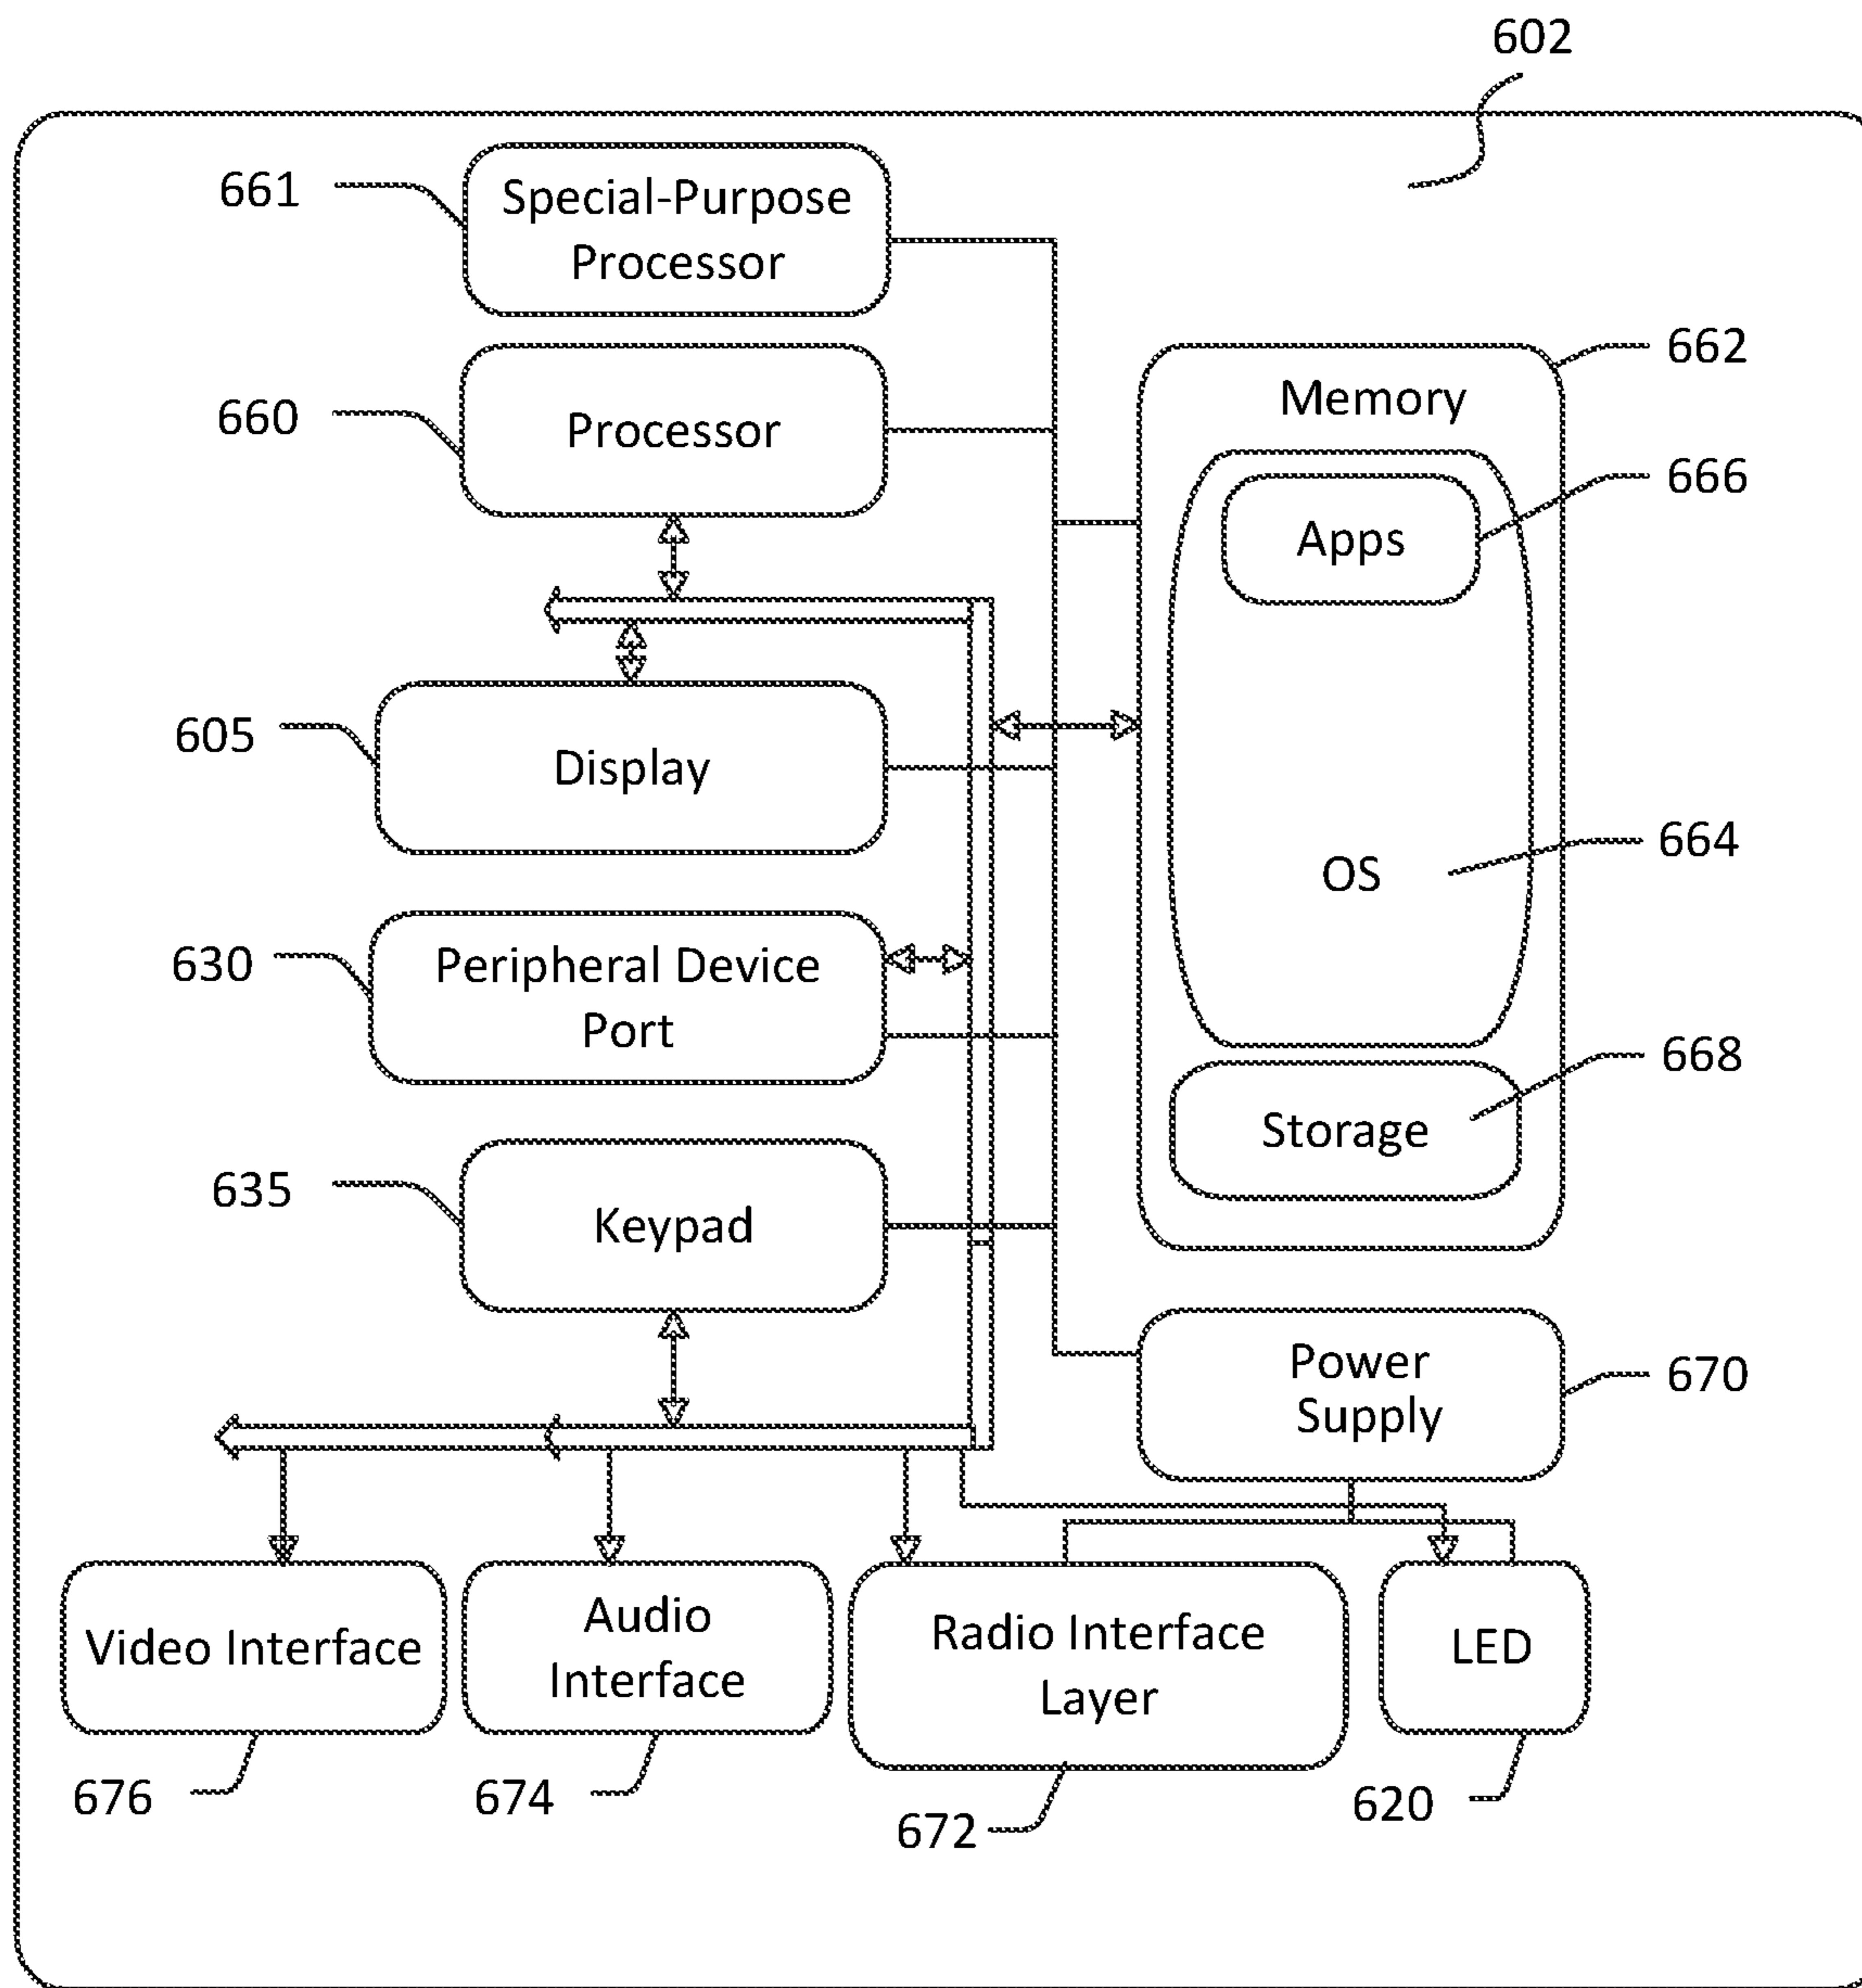 602
661
Special-Purpose
Processor
662
Memory
660
Processor
666
Apps
605
Display
664
OS
630
Peripheral Device
Port
668
Storage
635
Keypad
670
Power
Supply
Video Interface
Audio
Interface
Radio Interface
Layer
LED
676
674
672
620